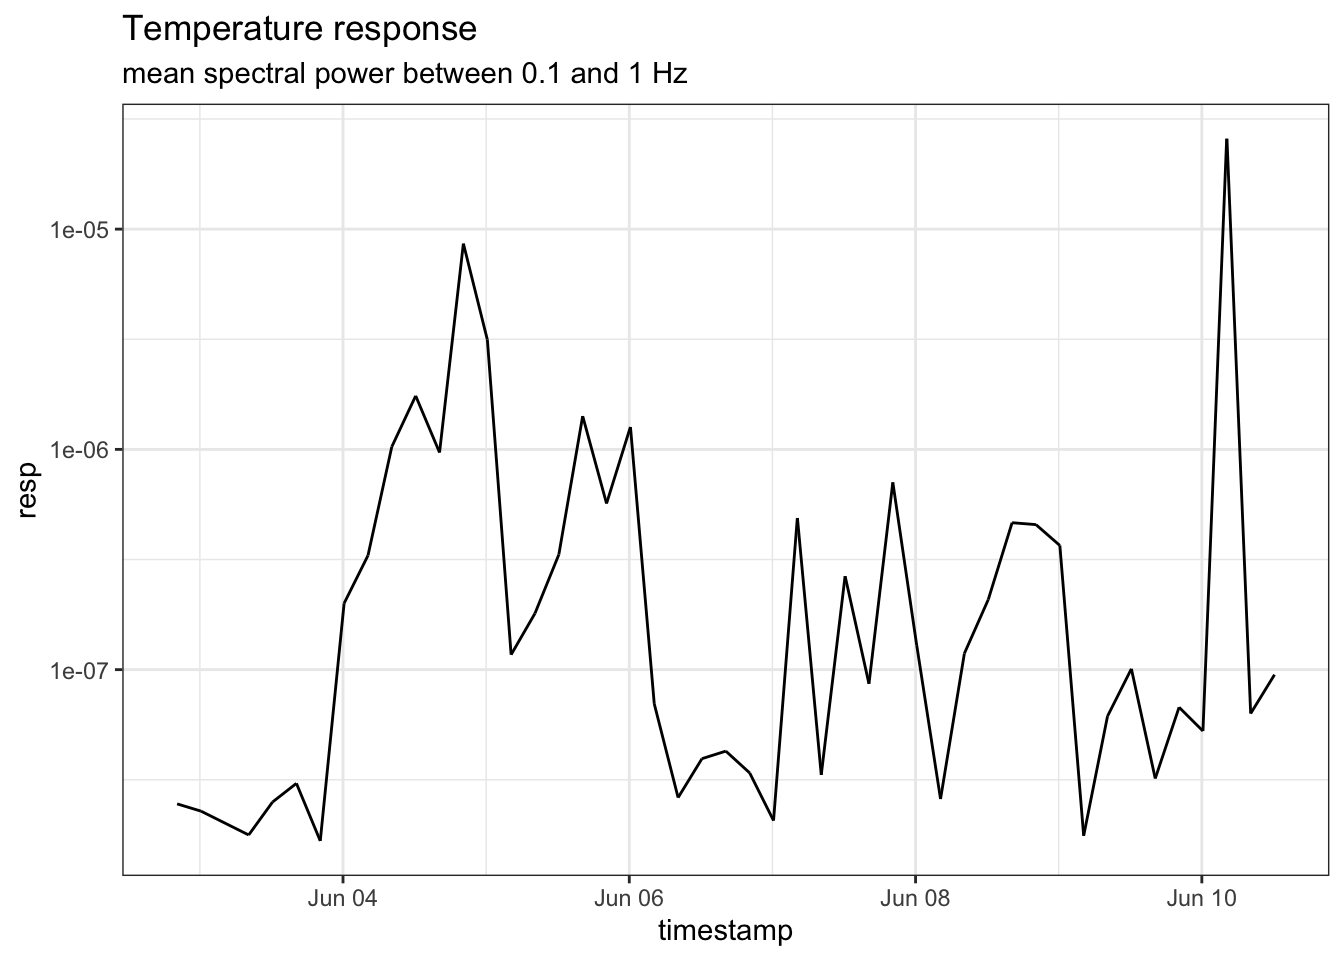 Temperature response
mean spectral power between 0.1 and 1 Hz
1e-05
1e-06
1e-07
resp
Jun 04
Jun 06
Jun 08
Jun 10
timestamp